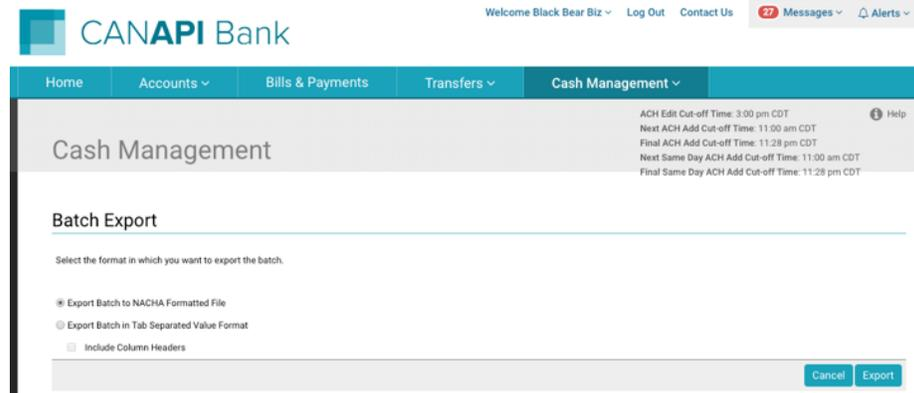 CANAPI Bank
Welcome Black Bear Biz Log Out Contact Us 27 Messages Alerts
Home Accounts Bills & Payments Transfers Cash Management
ACH Edit Cut-off Time: 3:00 pm CDT
Help
Next ACH Add Cut-off Time: 11:00 am CDT
Final ACH Add Cut-off Time: 11:28 pm CDT
Next Same Day ACH Add Cut-off Time: 11:00 am CDT
Final Same Day ACH Add Cut-off Time: 11:28 pm CDT
Cash Management
Batch Export
Select the format in which you want to export the batch.
Export Batch to NACHA Formatted File
Export Batch in Tab Separated Value Format
Include Column Headers
Cancel Export